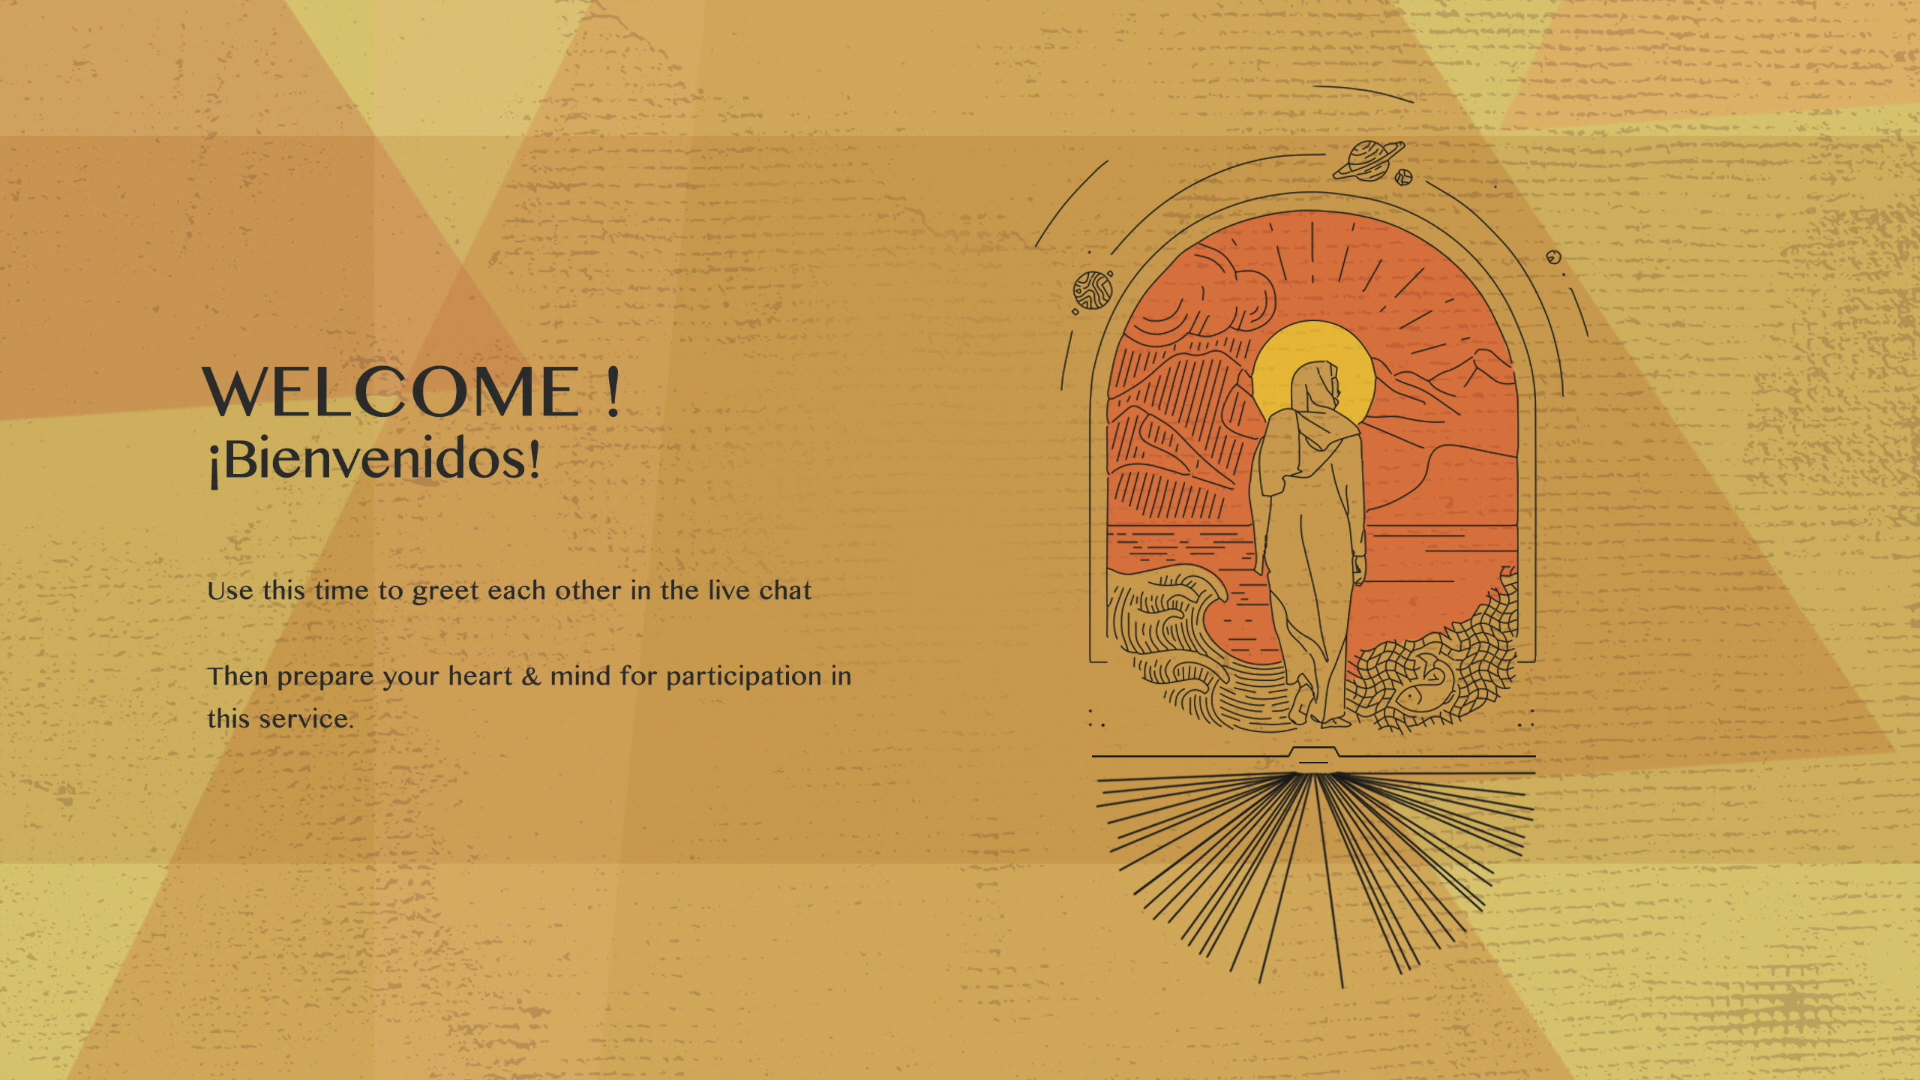 WELCOME !
¡Bienvenidos!
Use this time to greet each other in the live chat
Then prepare your heart & mind for participation in
this service.